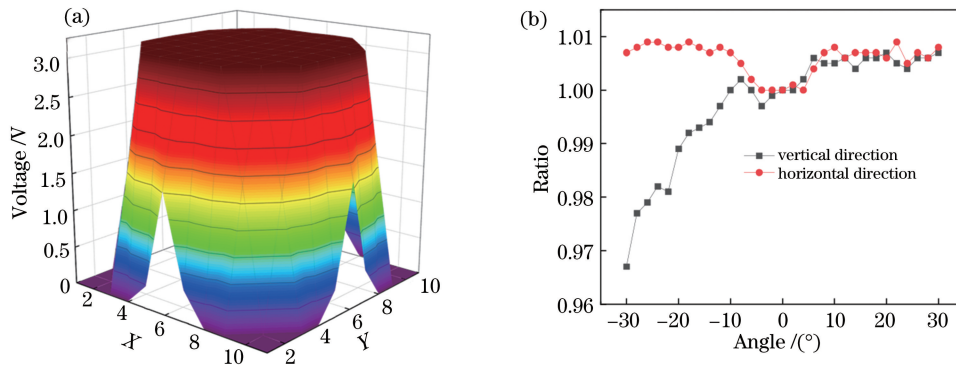 (a)
3.0
2.5
2.0
1.5
1.0
0.5
0
Voltage /V
2
4
6
8
10
X
2
4
6
8
10
Y
(b)
1.01
1.00
0.99
0.98
0.97
0.96
Ratio
vertical direction
horizontal direction
−30 −20 −10 0 10 20 30
Angle /(°)